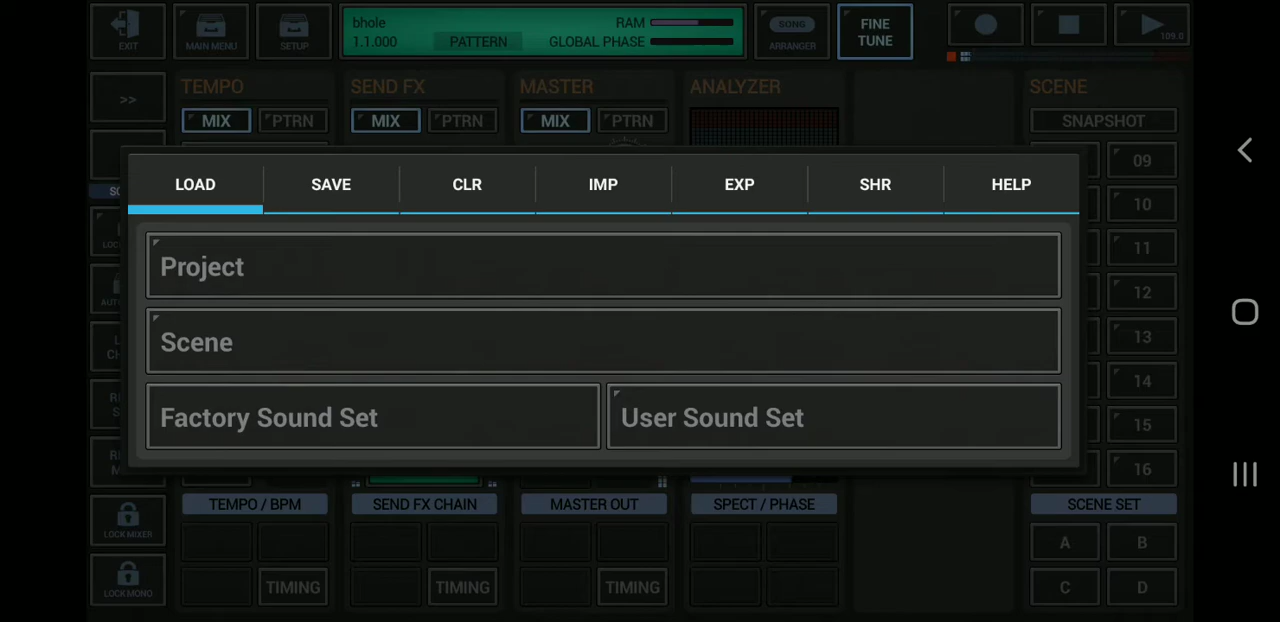 EXIT
MAIN MENU
SETUP
bhole
RAM
1.1.000
PATTERN
GLOBAL PHASE
SONG
ARRANGER
FINE
TUNE
109.0
>>
TEMPO
SEND FX
MASTER
ANALYZER
SCENE
MIX
PTRN
MIX
PTRN
MIX
PTRN
SNAPSHOT
LOAD
SAVE
CLR
IMP
EXP
SHR
HELP
Project
Scene
Factory Sound Set
User Sound Set
09
10
11
12
13
14
15
16
TEMPO / BPM
SEND FX CHAIN
MASTER OUT
SPECT / PHASE
SCENE SET
LOCK MIXER
A
B
LOCK MONO
TIMING
TIMING
TIMING
C
D